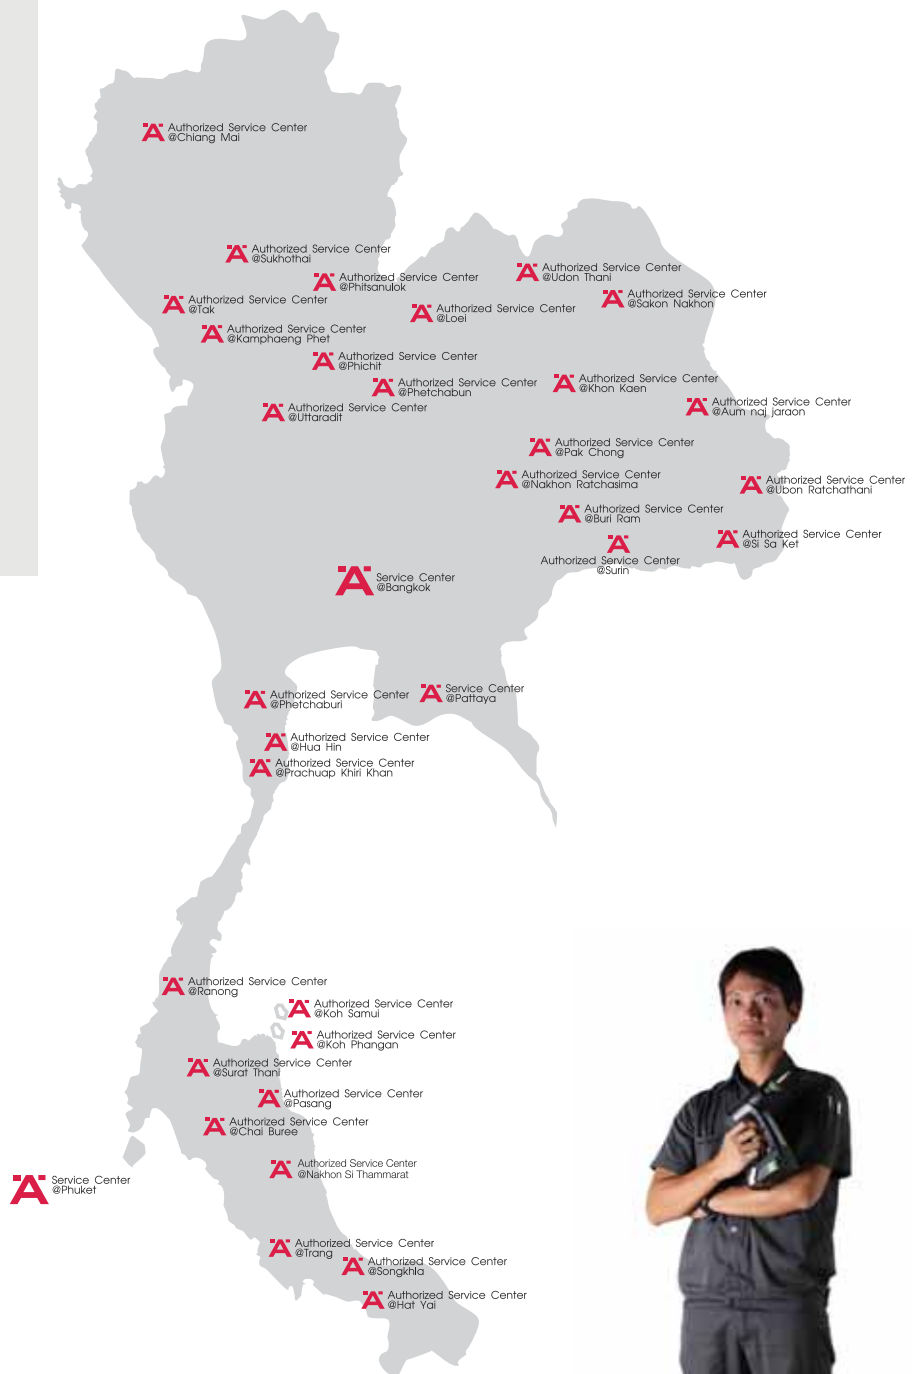 Authorized Service Center
@Chiang Mai
Authorized Service Center
@Sukhothai
Authorized Service Center
@Phitsanulok
Authorized Service Center
@Udon Thani
Authorized Service Center
@Sakon Nakhon
Authorized Service Center
@Tak
Authorized Service Center
@Loei
Authorized Service Center
@Kamphaeng Phet
Authorized Service Center
@Phichit
Authorized Service Center
@Phetchabun
Authorized Service Center
@Khon Kaen
Authorized Service Center
@Aum naj jaraon
Authorized Service Center
@Uttaradit
Authorized Service Center
@Pak Chong
Authorized Service Center
@Nakhon Ratchasima
Authorized Service Center
@Ubon Ratchathani
Authorized Service Center
@Buri Ram
Authorized Service Center
@Si Sa Ket
Authorized Service Center
@Surin
Service Center
@Bangkok
Authorized Service Center
@Phetchaburi
Service Center
@Pattaya
Authorized Service Center
@Hua Hin
Authorized Service Center
@Prachuap Khiri Khan
Authorized Service Center
@Ranong
Authorized Service Center
@Koh Samui
Authorized Service Center
@Koh Phangan
Authorized Service Center
@Surat Thani
Authorized Service Center
@Pasang
Authorized Service Center
@Chai Buree
Authorized Service Center
@Nakhon Si Thammarat
Service Center
@Phuket
Authorized Service Center
@Trang
Authorized Service Center
@Songkhla
Authorized Service Center
@Hat Yai